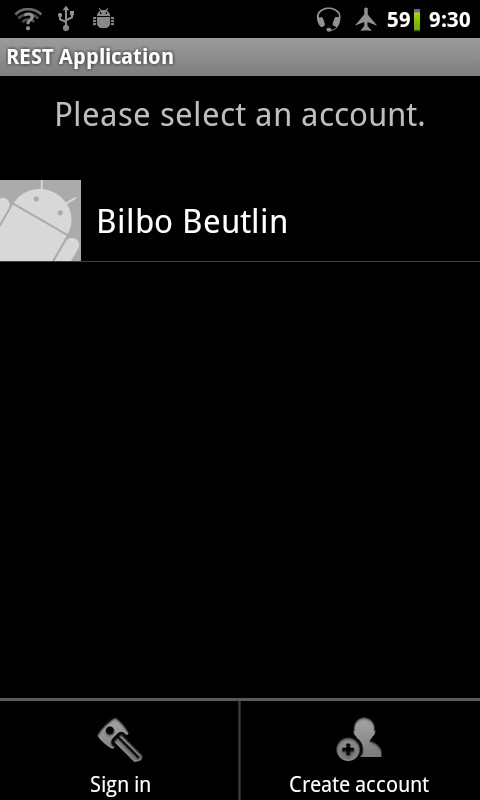 59 9:30
REST Application
Please select an account.
Bilbo Beutlin
Sign in
Create account